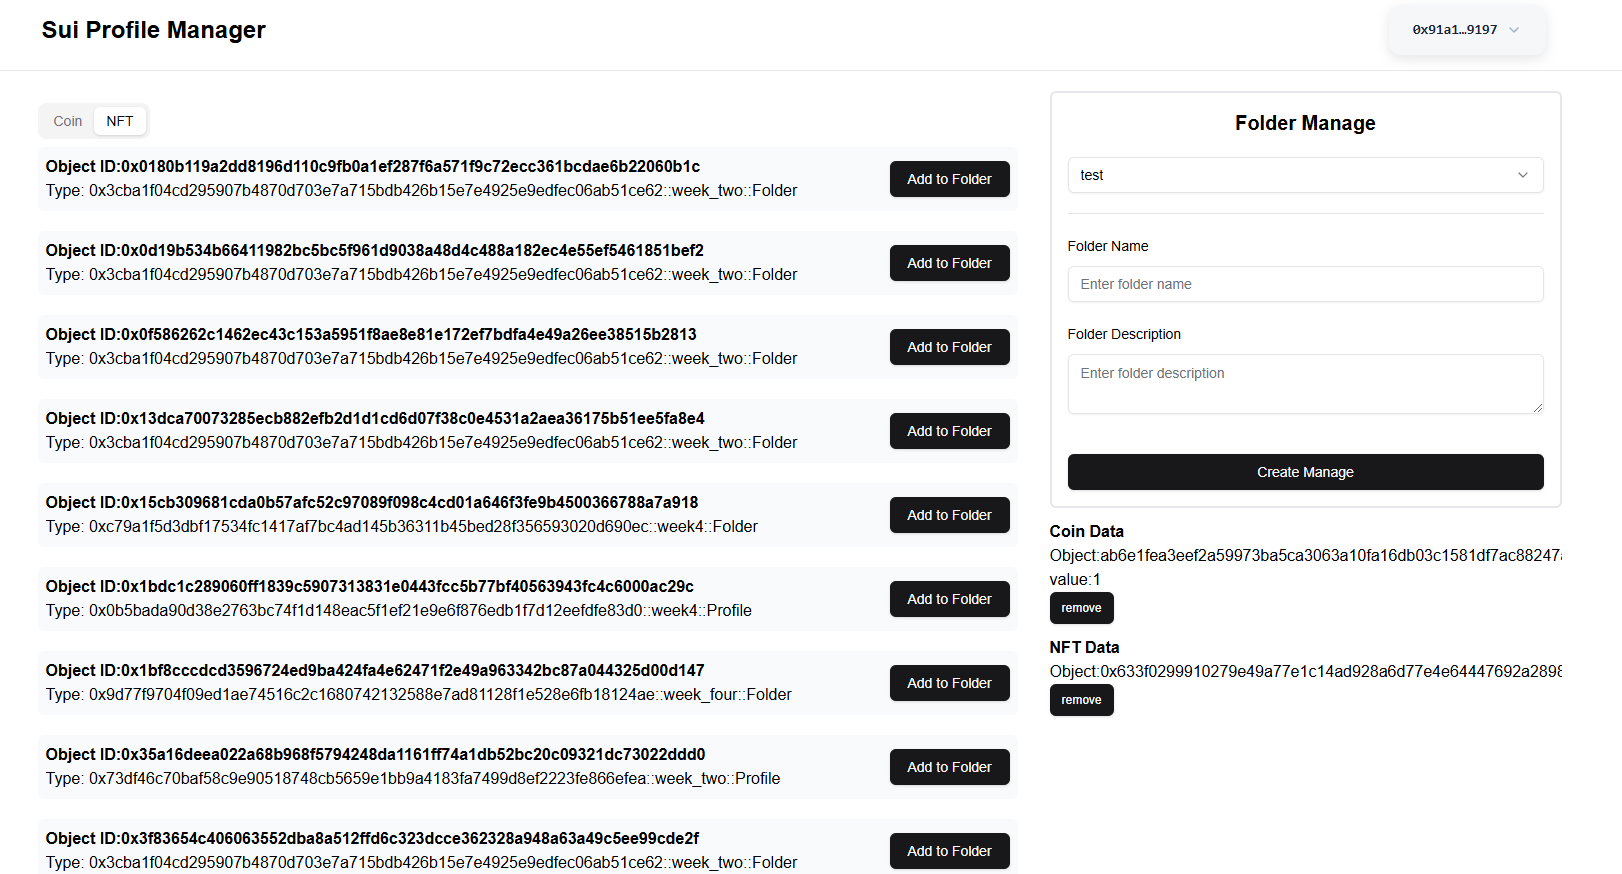 Sui Profile Manager
0x91a1…9197
Coin NFT
Object ID:0x0180b119a2dd8196d110c9fb0a1ef287f6a571f9c72ecc361bcdae6b22060b1c
Type: 0x3cba1f04cd295907b4870d703e7a715bdb426b15e7e4925e9edfec06ab51ce62::week_two::Folder
Add to Folder
Object ID:0x0d19b534b66411982bc5bc5f961d9038a48d4c488a182ec4e55ef5461851bef2
Type: 0x3cba1f04cd295907b4870d703e7a715bdb426b15e7e4925e9edfec06ab51ce62::week_two::Folder
Add to Folder
Object ID:0x0f586262c1462ec43c153a5951f8ae8e81e172ef7bdfa4e49a26ee38515b2813
Type: 0x3cba1f04cd295907b4870d703e7a715bdb426b15e7e4925e9edfec06ab51ce62::week_two::Folder
Add to Folder
Object ID:0x13dca70073285ecb882efb2d1d1cd6d07f38c0e4531a2aea36175b51ee5fa8e4
Type: 0x3cba1f04cd295907b4870d703e7a715bdb426b15e7e4925e9edfec06ab51ce62::week_two::Folder
Add to Folder
Object ID:0x15cb309681cda0b57afc52c97089f098c4cd01a646f3fe9b4500366788a7a918
Type: 0xc79a1f5d3dbf17534fc1417af7bc4ad145b36311b45bed28f356593020d690ec::week4::Folder
Add to Folder
Object ID:0x1bdc1c289060ff1839c5907313831e0443fcc5b77bf40563943fc4c6000ac29c
Type: 0x0b5bada90d38e2763bc74f1d148eac5f1ef21e9e6f876edb1f7d12eefdfe83d0::week4::Profile
Add to Folder
Object ID:0x1bf8cccdcd3596724ed9ba424fa4e62471f2e49a963342bc87a044325d00d147
Type: 0x9d77f9704f09ed1ae74516c2c1680742132588e7ad81128f1e528e6fb18124ae::week_four::Folder
Add to Folder
Object ID:0x35a16deea022a68b968f5794248da1161ff74a1db52bc20c09321dc73022ddd0
Type: 0x73df46c70baf58c9e90518748cb5659e1bb9a4183fa7499d8ef2223fe866efea::week_two::Profile
Add to Folder
Object ID:0x3f83654c406063552dba8a512ffd6c323dcce362328a948a63a49c5ee99cde2f
Type: 0x3cba1f04cd295907b4870d703e7a715bdb426b15e7e4925e9edfec06ab51ce62::week_two::Folder
Add to Folder
Folder Manage
test
Folder Name
Enter folder name
Folder Description
Enter folder description
Create Manage
Coin Data
Object:ab6e1fea3eef2a59973ba5ca3063a10fa16db03c1581df7ac88247
value:1
remove
NFT Data
Object:0x633f0299910279e49a77e1c14ad928a6d77e4e64447692a2898
remove